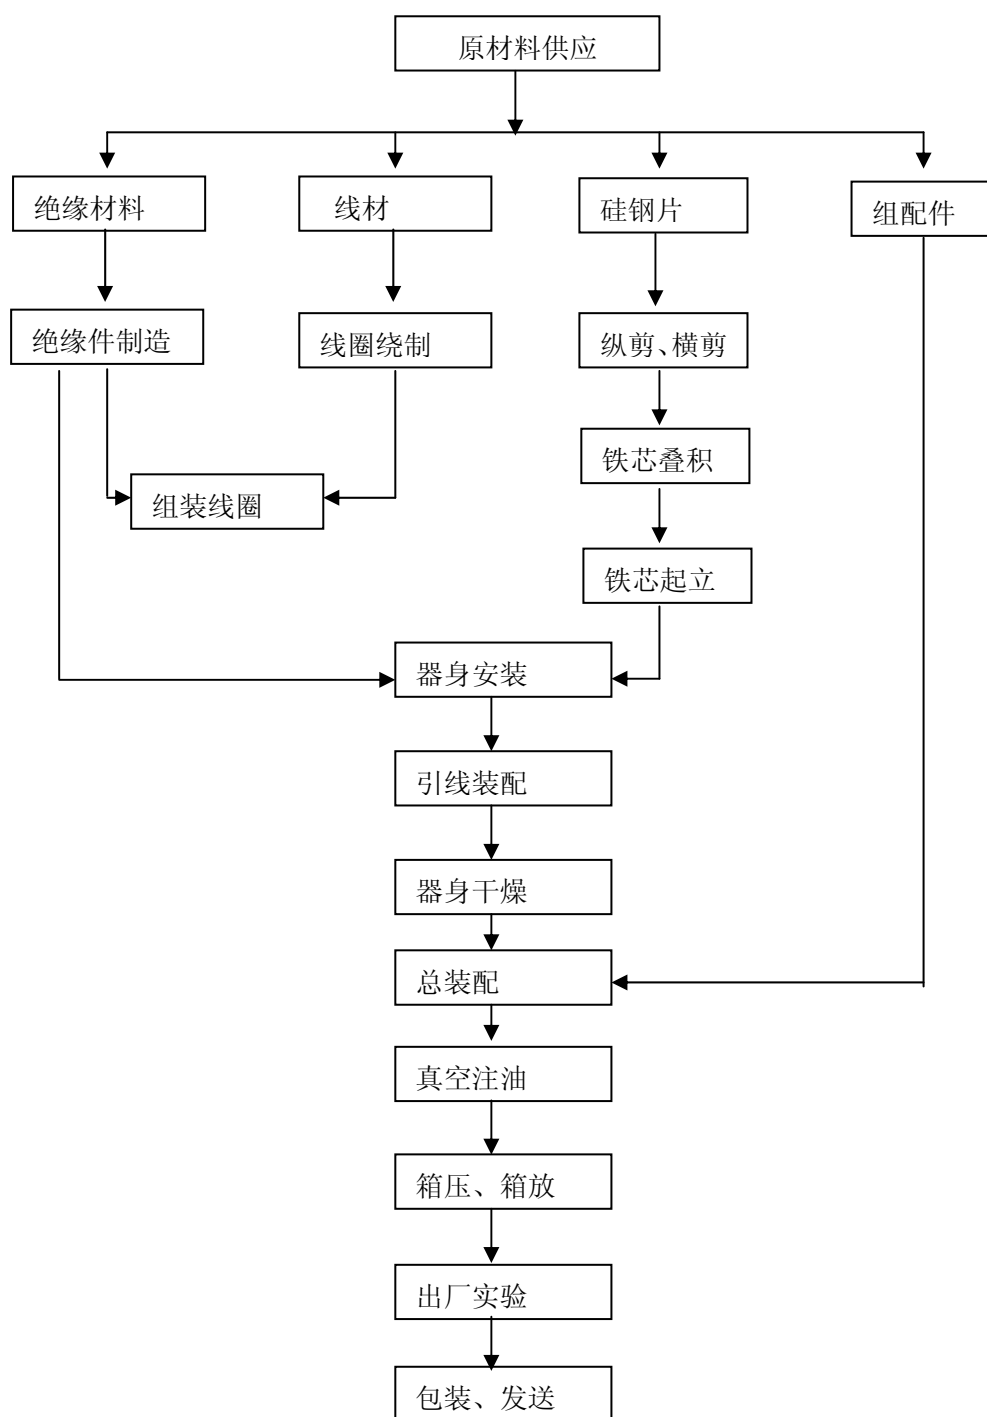 原材料供应
绝缘材料
线材
硅钢片
组配件
绝缘件制造
线圈绕制
纵剪、横剪
铁芯叠积
组装线圈
铁芯起立
器身安装
引线装配
器身干燥
总装配
真空注油
箱压、箱放
出厂实验
包装、发送